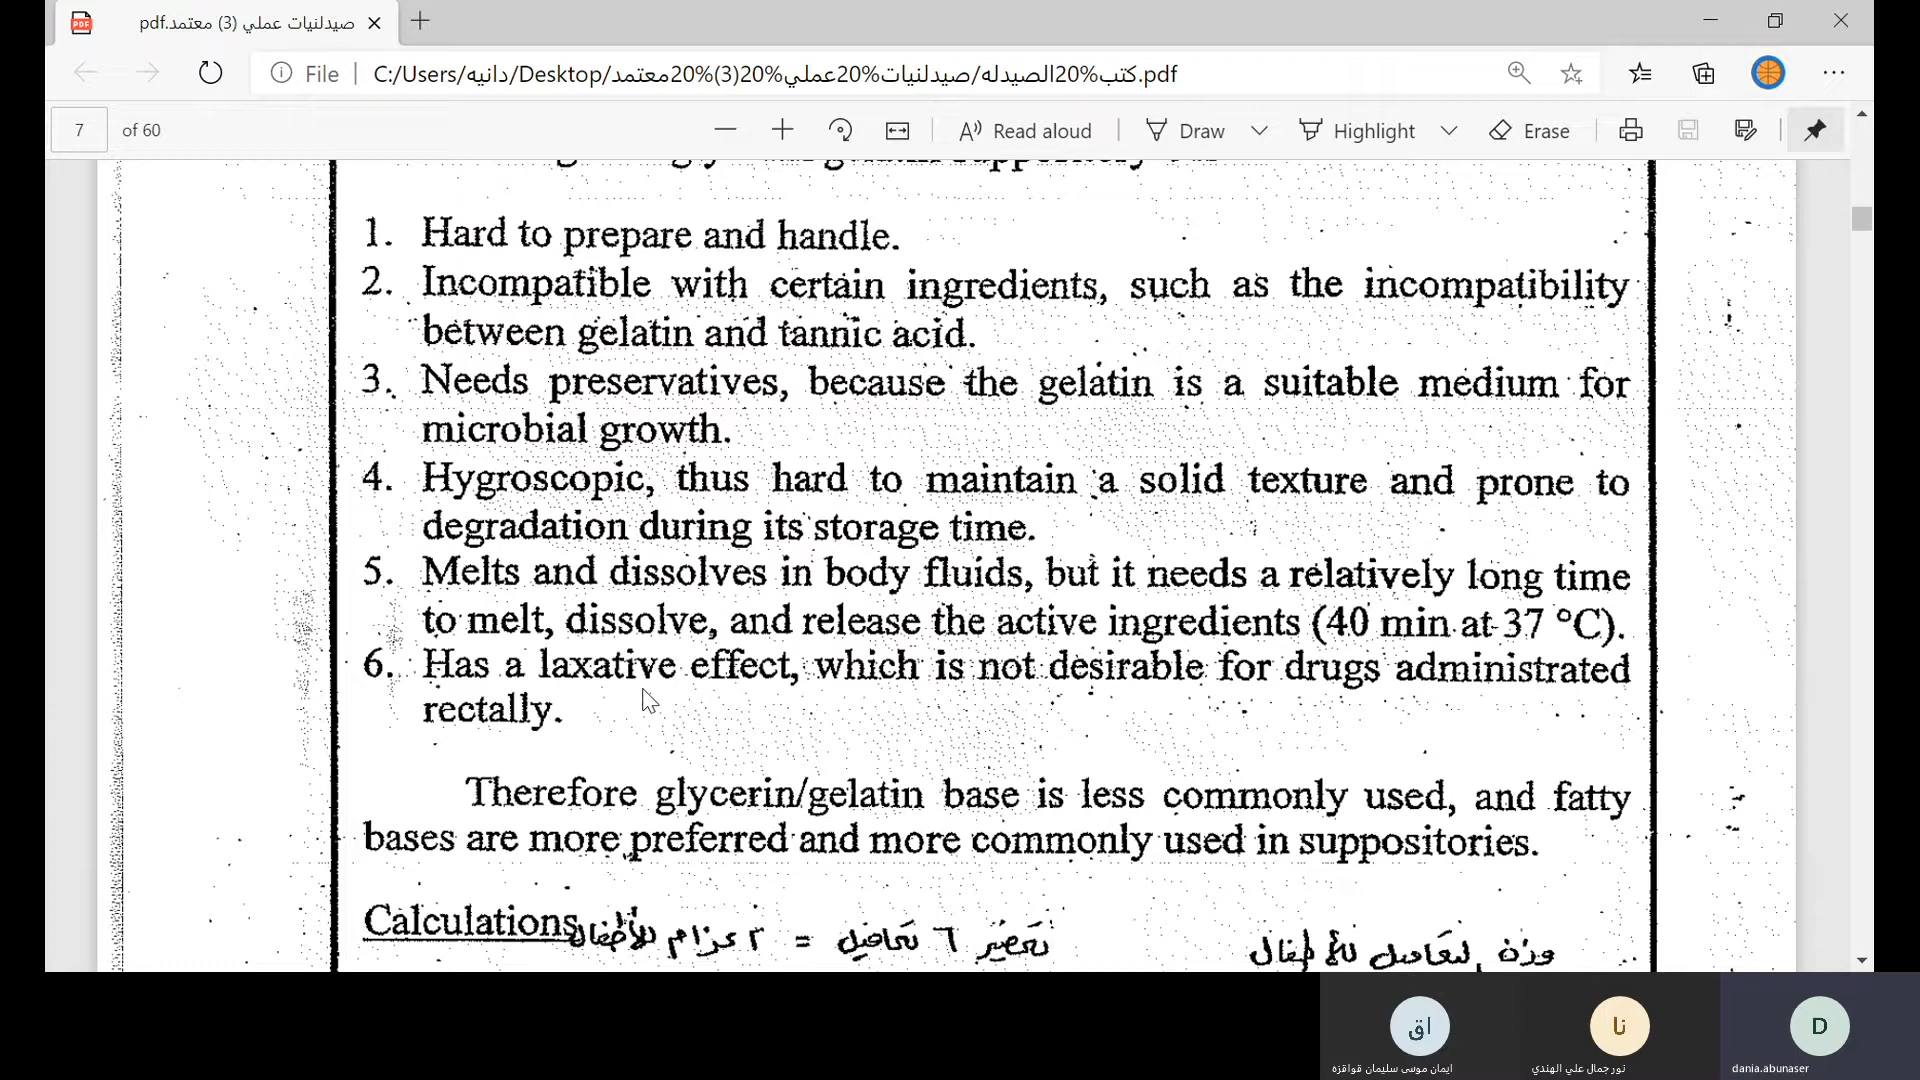 صيدلنيات عملي (3) معتمد.pdf
File
C:/Users/دانيه/Desktop/كتب%20الصيدله/صيدلنيات%20عملي%20(3)%20معتمد.pdf
7 of 60
Read aloud Draw Highlight Erase
gelatin suppository
1. Hard to prepare and handle.
2. Incompatible with certain ingredients, such as the incompatibility
between gelatin and tannic acid.
3. Needs preservatives, because the gelatin is a suitable medium for
microbial growth.
4. Hygroscopic, thus hard to maintain a solid texture and prone to
degradation during its storage time.
5. Melts and dissolves in body fluids, but it needs a relatively long time
to melt, dissolve, and release the active ingredients (40 min at 37 °C).
6. Has a laxative effect, which is not desirable for drugs administrated
rectally.
Therefore glycerin/gelatin base is less commonly used, and fatty
bases are more preferred and more commonly used in suppositories.
Calculations
وزن التحاميل للأطفال
تحضير ٦ تحاميل = ٢ غرام للأطفال
اق
نا
D
ايمان موسى سليمان قواقزه
نور جمال علي الهندي
dania.abunaser